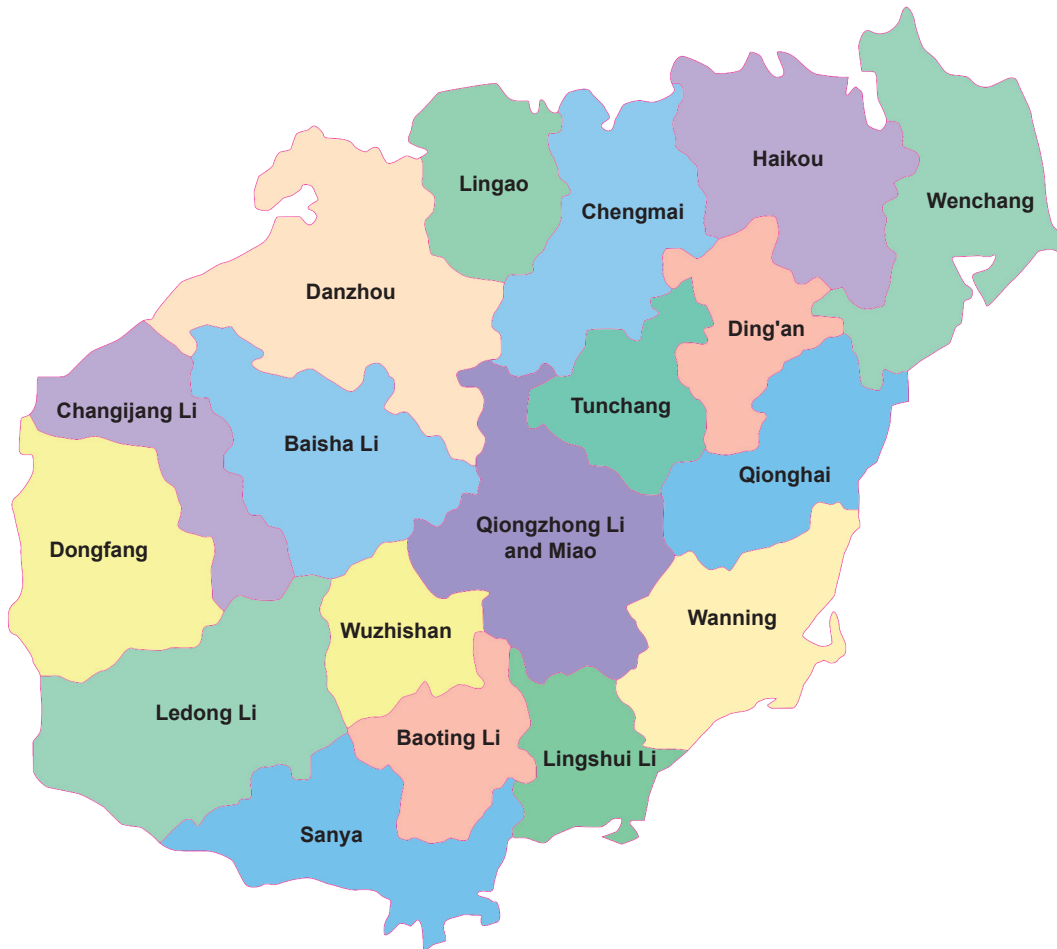 Haikou
Lingao
Wenchang
Chengmai
Danzhou
Ding'an
Changijang Li
Tunchang
Baisha Li
Qionghai
Qiongzhong Li
and Miao
Dongfang
Wanning
Wuzhishan
Ledong Li
Baoting Li
Lingshui Li
Sanya